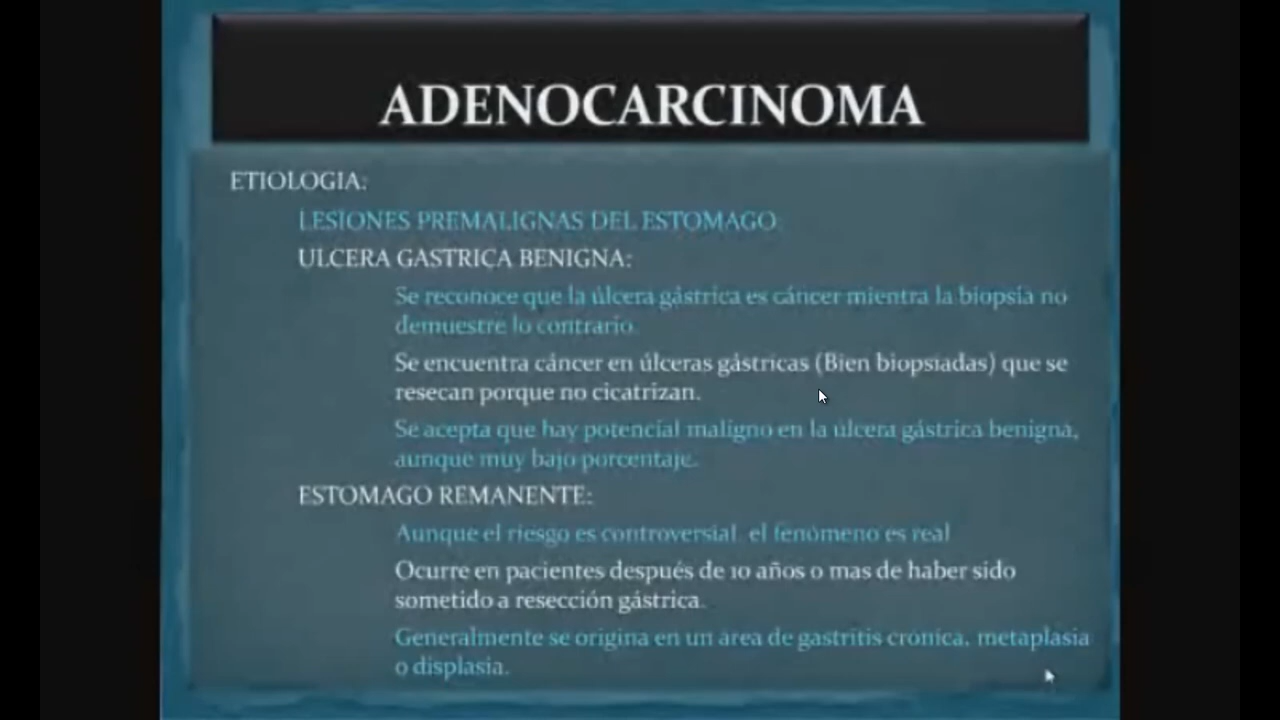 ADENOCARCINOMA
ETIOLOGIA:
LESIONES PREMALIGNAS DEL ESTOMAGO
ULCERA GASTRICA BENIGNA:
Se reconoce que la úlcera gástrica es cáncer mientra la biopsia no
demuestre lo contrario.
Se encuentra cáncer en úlceras gástricas (Bien biopsiadas) que se
resecan porque no cicatrizan.
Se acepta que hay potencial maligno en la úlcera gástrica benigna,
aunque muy bajo porcentaje.
ESTOMAGO REMANENTE:
Aunque el riesgo es controversial, el fenómeno es real
Ocurre en pacientes después de 10 años o mas de haber sido
sometido a resección gástrica.
Generalmente se origina en un área de gastritis crónica, metaplasia
o displasia.